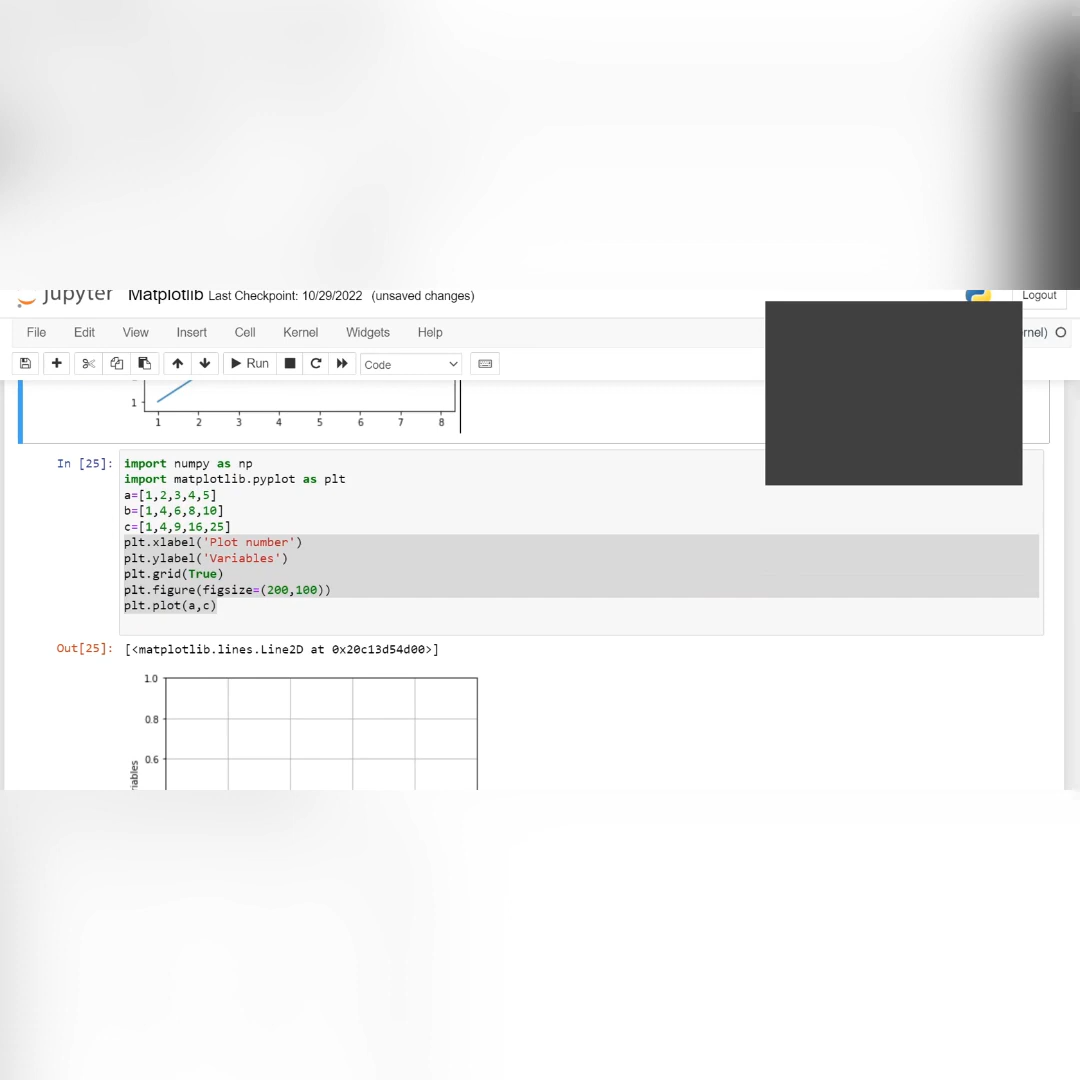 jupyter Matplotlib Last Checkpoint: 10/29/2022 (unsaved changes)
Logout
File Edit View Insert Cell Kernel Widgets Help
Run Code
1
1 2 3 4 5 6 7 8
In [25]: import numpy as np
import matplotlib.pyplot as plt
a=[1,2,3,4,5]
b=[1,4,6,8,10]
c=[1,4,9,16,25]
plt.xlabel('Plot number')
plt.ylabel('Variables')
plt.grid(True)
plt.figure(figsize=(200,100))
plt.plot(a,c)
Out[25]: [<matplotlib.lines.Line2D at 0x20c13d54d00>]
1.0
0.8
0.6